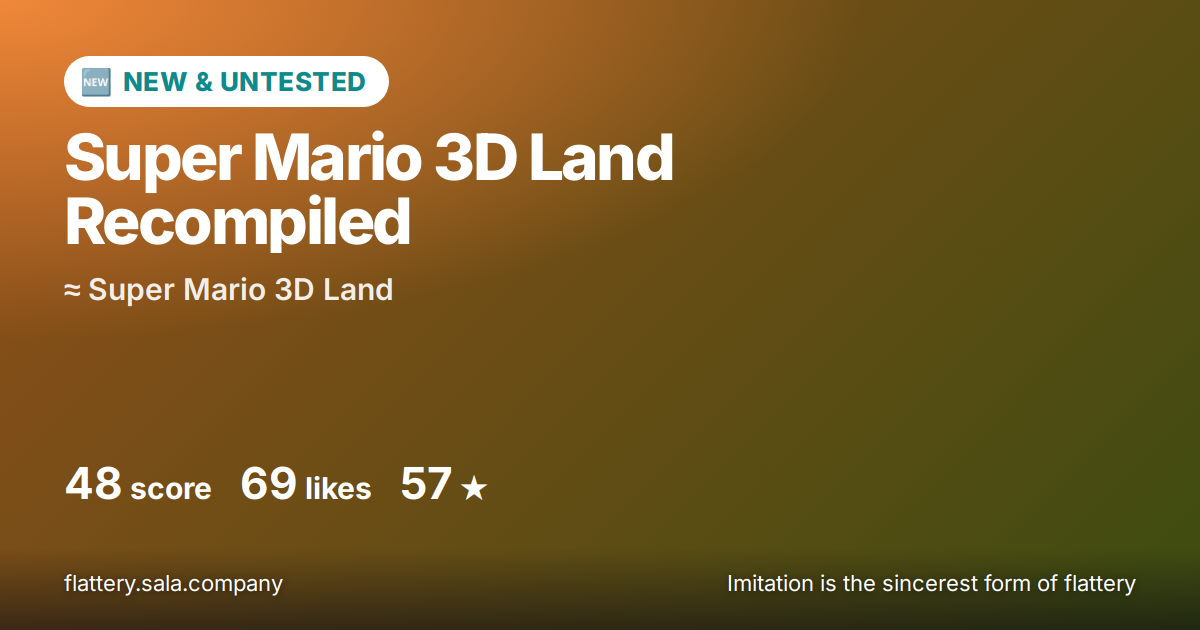 🆕 NEW & UNTESTED
Super Mario 3D Land
Recompiled
≈ Super Mario 3D Land
48 score 69 likes 57 ★
flattery.sala.company
Imitation is the sincerest form of flattery